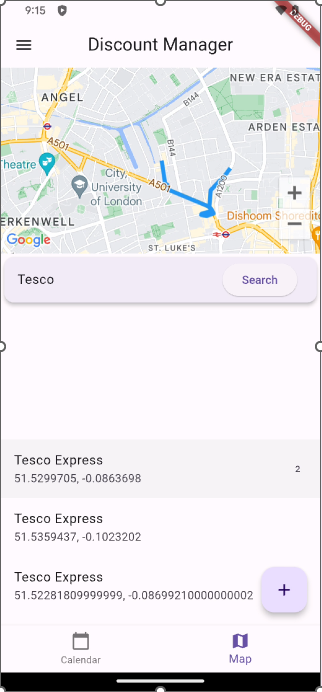 9:15
DEBUG
Discount Manager
NEW ERA ESTAT
ANGEL
ARDEN ESTA
B144
B144
A501
Theatre
City,
University
of London
A501
A1200
ERKENWELL
Dishoom Shoredit
Google
ST. LUKE'S
+
−
Tesco
Search
Tesco Express
51.5299705, -0.0863698
2
Tesco Express
51.5359437, -0.1023202
Tesco Express
51.52281809999999, -0.08699210000000002
+
Calendar
Map